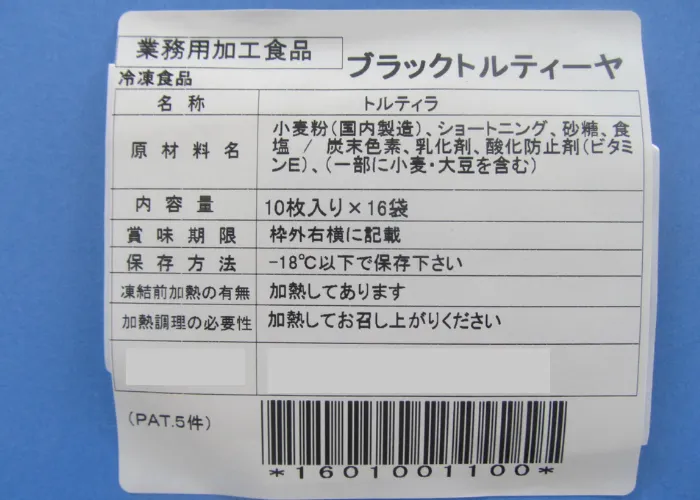 業務用加工食品
ブラックトルティーヤ
冷凍食品
名称 トルティラ
原材料名 小麦粉(国内製造)、ショートニング、砂糖、食
塩 / 炭末色素、乳化剤、酸化防止剤(ビタミ
ンE)、(一部に小麦・大豆を含む)
内容量 10枚入り×16袋
賞味期限 枠外右横に記載
保存方法 -18℃以下で保存下さい
凍結前加熱の有無 加熱してあります
加熱調理の必要性 加熱してお召し上がりください
(PAT.5件)
*1601001100*